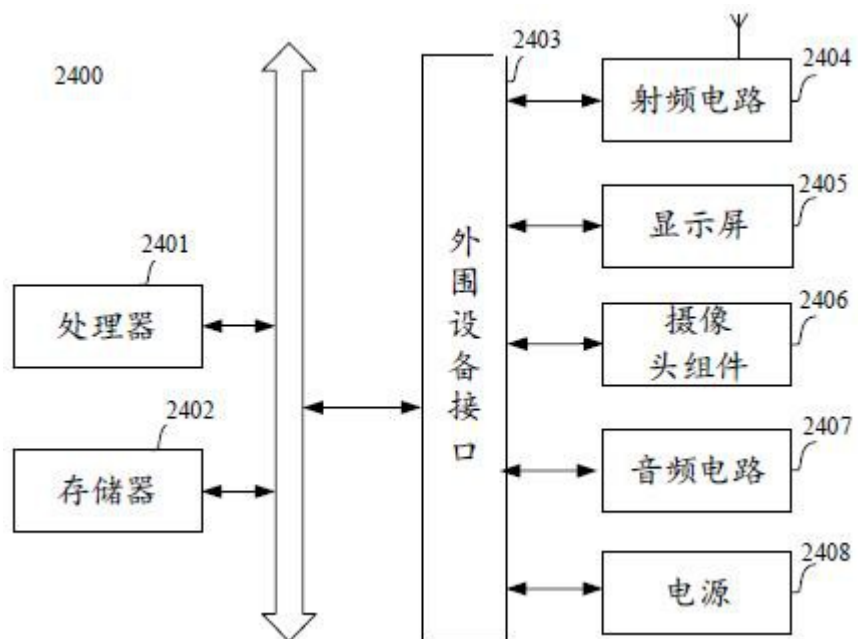 2400
2401
处理器
2402
存储器
2403
外围设备接口
2404
射频电路
2405
显示屏
2406
摄像
头组件
2407
音频电路
2408
电源